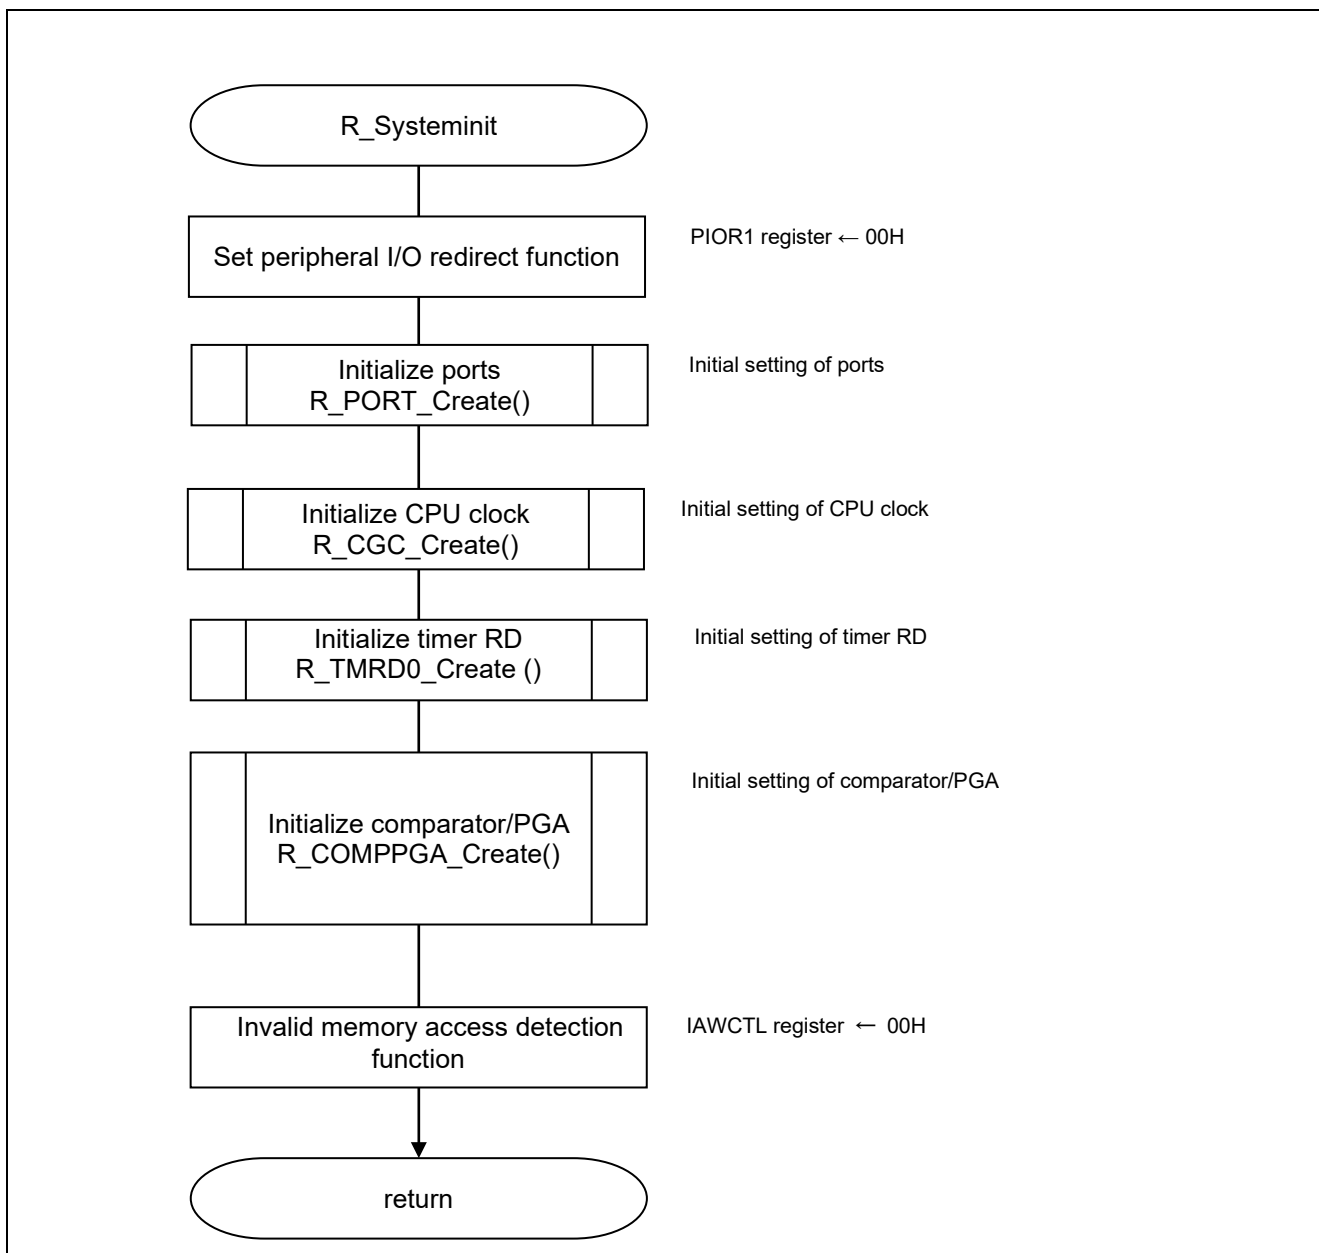 R_Systeminit
Set peripheral I/O redirect function
PIOR1 register ← 00H
Initialize ports
R_PORT_Create()
Initial setting of ports
Initialize CPU clock
R_CGC_Create()
Initial setting of CPU clock
Initialize timer RD
R_TMRD0_Create ()
Initial setting of timer RD
Initialize comparator/PGA
R_COMPPGA_Create()
Initial setting of comparator/PGA
Invalid memory access detection
function
IAWCTL register ← 00H
return